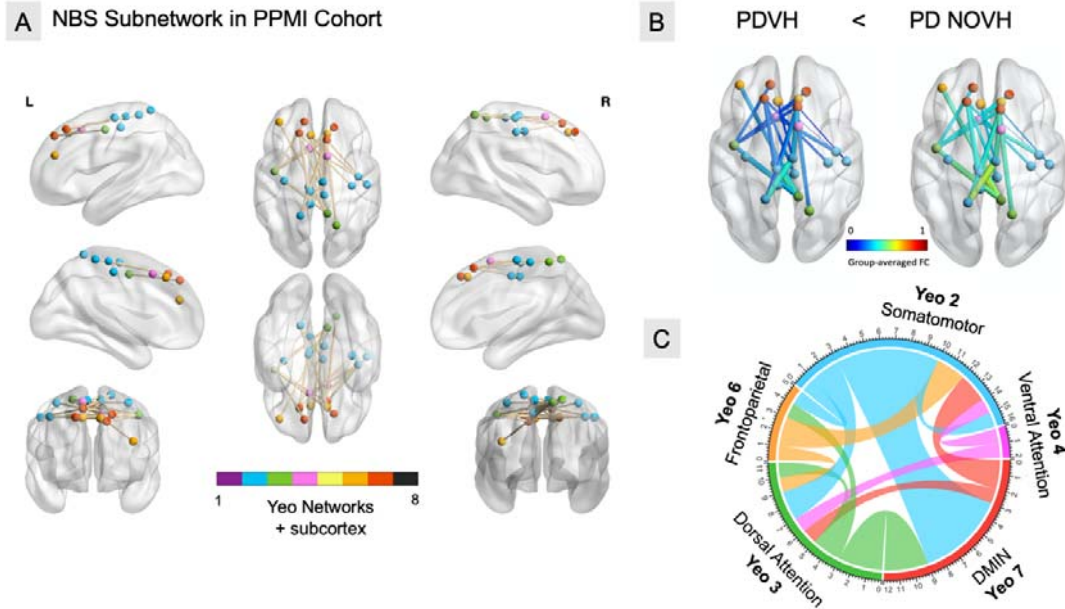 A NBS Subnetwork in PPMI Cohort
L
R
1 8
Yeo Networks
+ subcortex
B PDVH < PD NOVH
0 1
Group-averaged FC
C
Yeo 2
Somatomotor
Ventral Attention
Yeo 4
DMIN
Yeo 7
Dorsal Attention
Yeo 3
Frontoparietal
Yeo 6